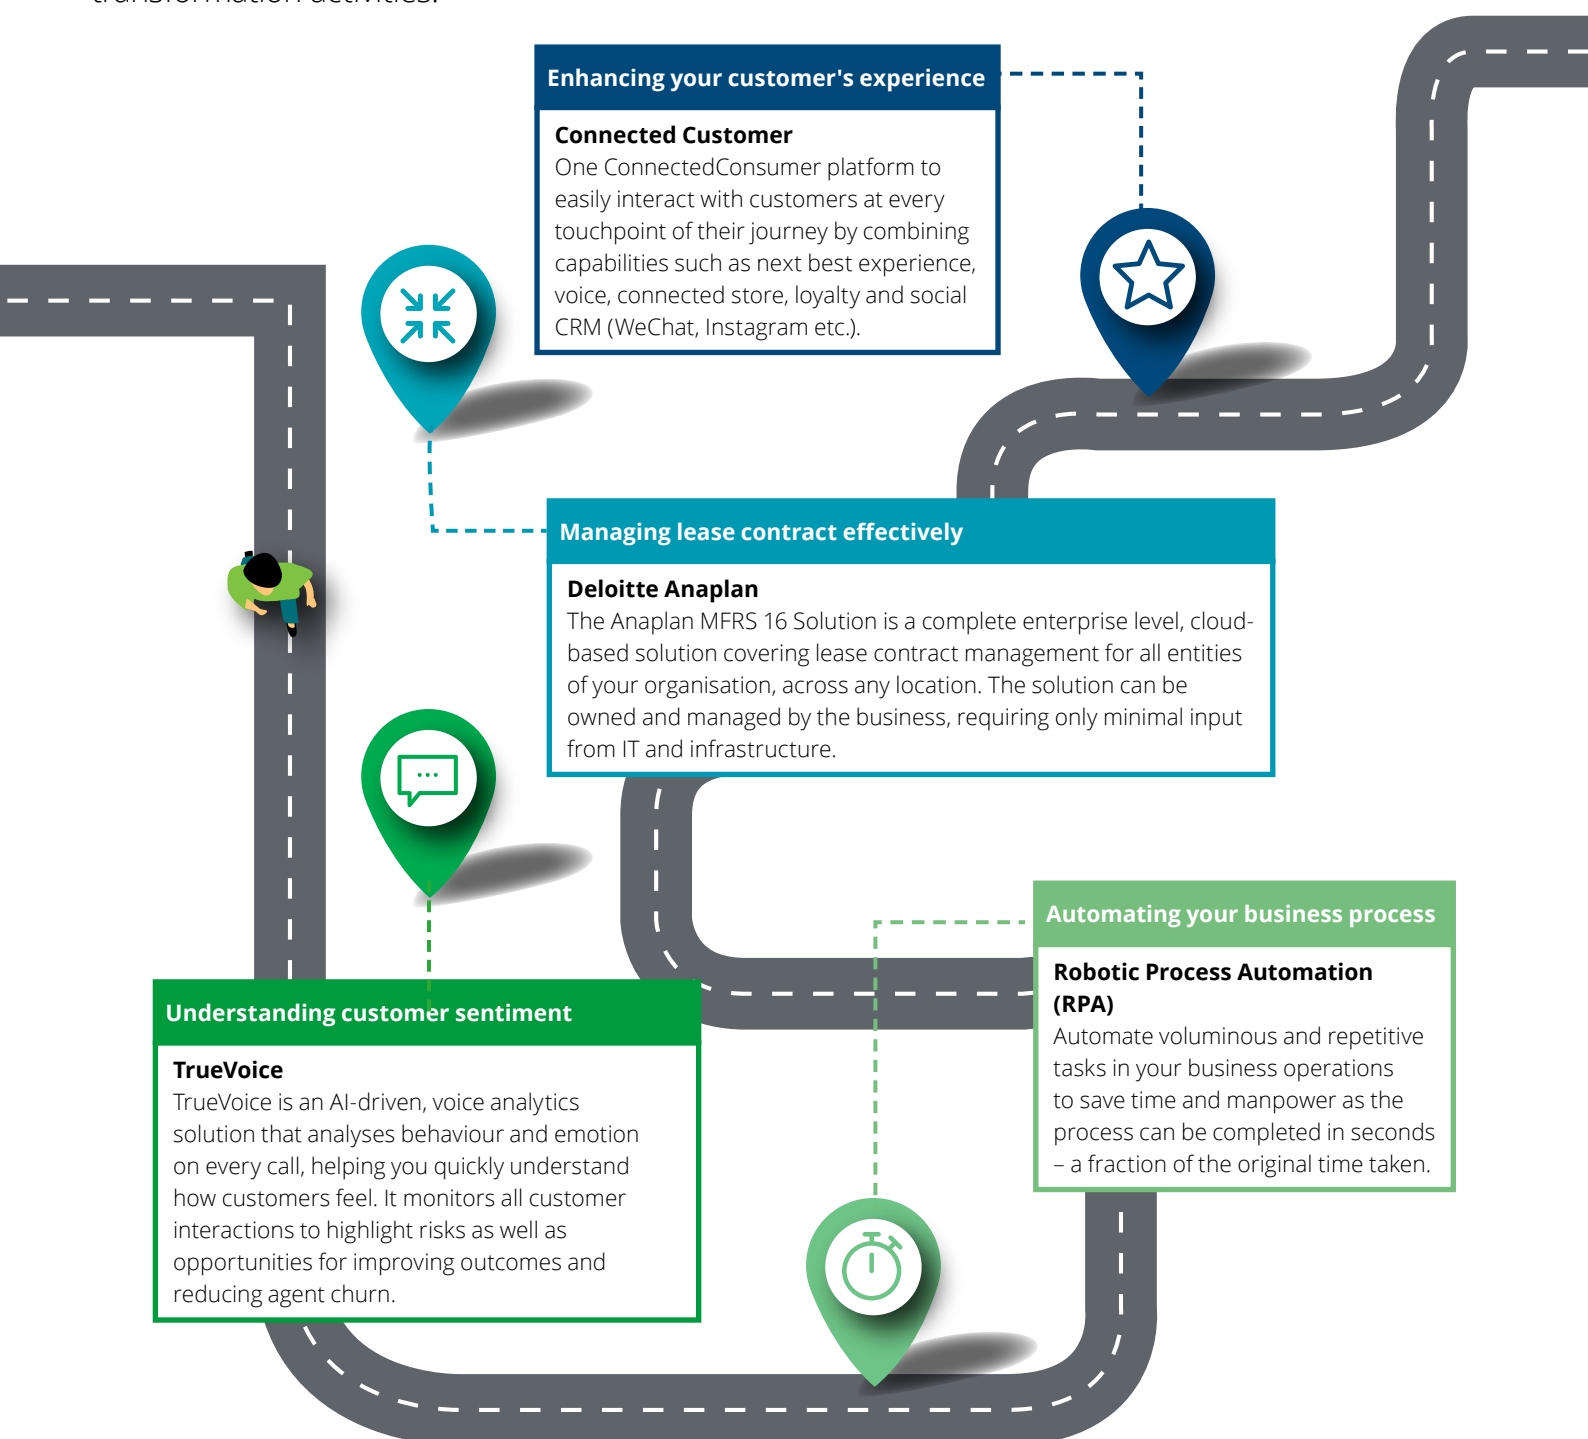 transformation activities.
Enhancing your customer's experience
Connected Customer
One ConnectedConsumer platform to
easily interact with customers at every
touchpoint of their journey by combining
capabilities such as next best experience,
voice, connected store, loyalty and social
CRM (WeChat, Instagram etc.).
Managing lease contract effectively
Deloitte Anaplan
The Anaplan MFRS 16 Solution is a complete enterprise level, cloud-
based solution covering lease contract management for all entities
of your organisation, across any location. The solution can be
owned and managed by the business, requiring only minimal input
from IT and infrastructure.
Automating your business process
Robotic Process Automation
(RPA)
Automate voluminous and repetitive
tasks in your business operations
to save time and manpower as the
process can be completed in seconds
– a fraction of the original time taken.
Understanding customer sentiment
TrueVoice
TrueVoice is an AI-driven, voice analytics
solution that analyses behaviour and emotion
on every call, helping you quickly understand
how customers feel. It monitors all customer
interactions to highlight risks as well as
opportunities for improving outcomes and
reducing agent churn.